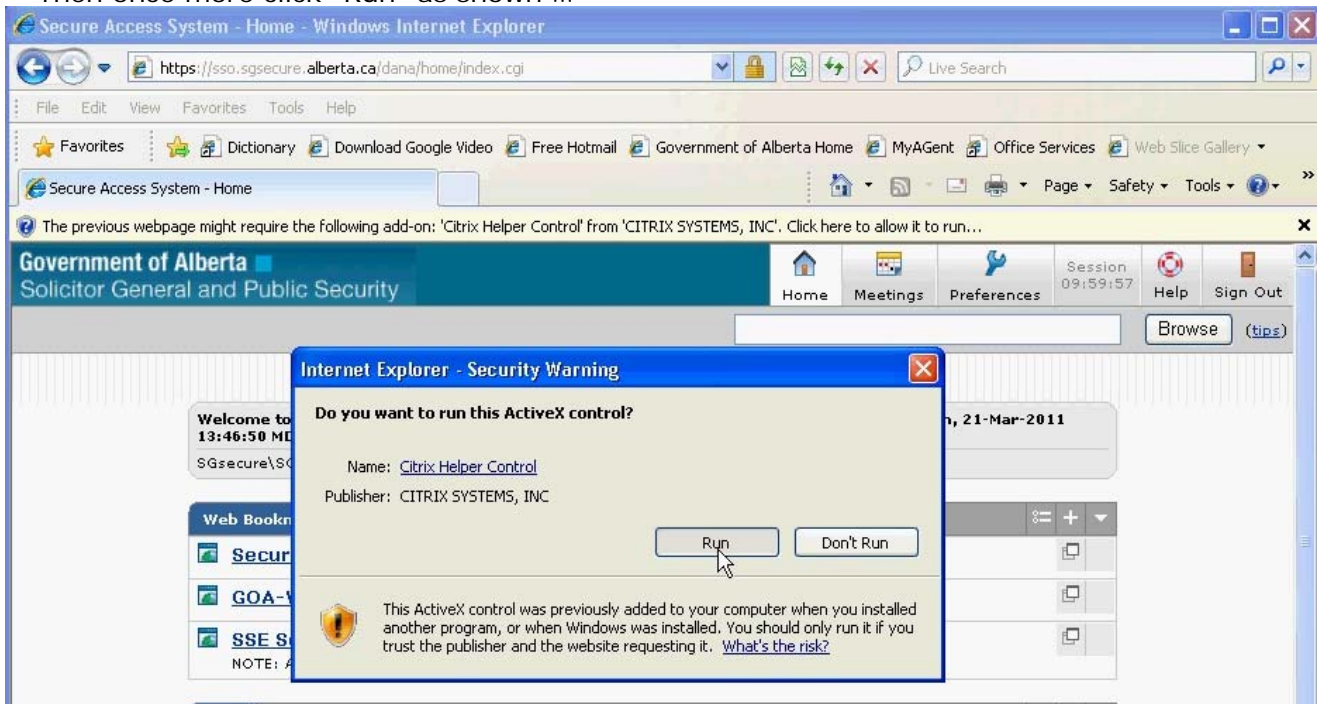 Then once more click "Run" as shown ...
Secure Access System - Home - Windows Internet Explorer
https://sso.sgsecure.alberta.ca/dana/home/index.cgi
Live Search
File Edit View Favorites Tools Help
Favorites Dictionary Download Google Video Free Hotmail Government of Alberta Home MyAGent Office Services Web Slice Gallery
Secure Access System - Home Page Safety Tools
The previous webpage might require the following add-on: 'Citrix Helper Control' from 'CITRIX SYSTEMS, INC'. Click here to allow it to run...
Government of Alberta
Solicitor General and Public Security
Home Meetings Preferences Session 09:59:57 Help Sign Out
Browse (tips)
Internet Explorer - Security Warning
Do you want to run this ActiveX control?
Welcome to , 21-Mar-2011
13:46:50
Name: Citrix Helper Control
Publisher: CITRIX SYSTEMS, INC
Run Don't Run
Web
Secur
GOA-
SSE
NOTE:
This ActiveX control was previously added to your computer when you installed
another program, or when Windows was installed. You should only run it if you
trust the publisher and the website requesting it. What's the risk?